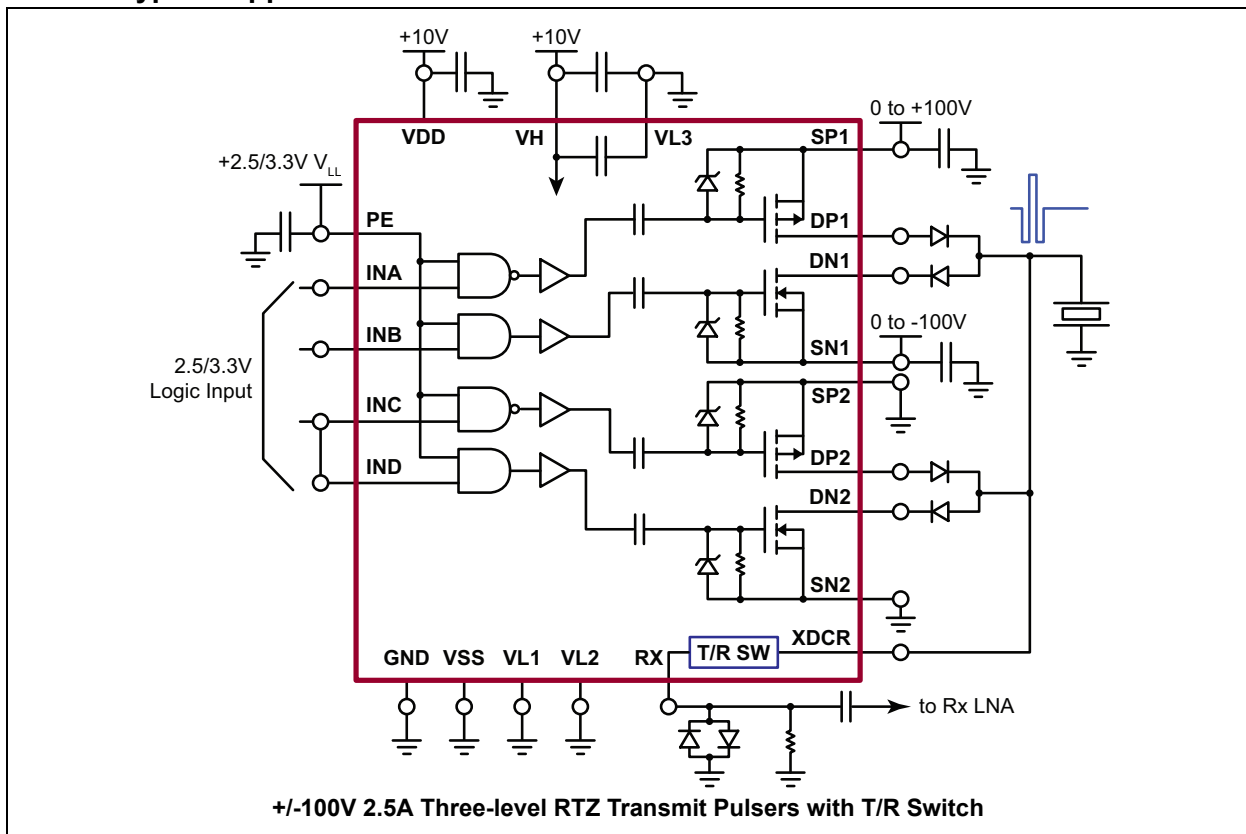 +10V
+10V
VDD
VH
VL3
SP1
0 to +100V
+2.5/3.3V VLL
PE
DP1
INA
DN1
INB
0 to -100V
SN1
2.5/3.3V
Logic Input
SP2
INC
DP2
IND
DN2
SN2
XDCR
GND
VSS
VL1
VL2
RX
T/R SW
to Rx LNA
+/-100V 2.5A Three-level RTZ Transmit Pulsers with T/R Switch